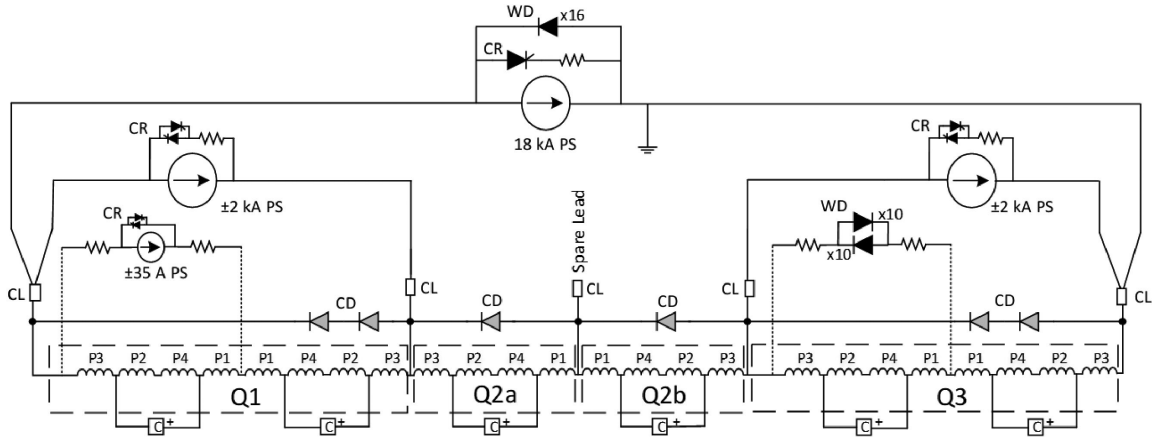 WD x16
CR
18 kA PS
CR
±2 kA PS
CR
±35 A PS
CR
±2 kA PS
WD x10
x10
Spare Lead
CL
CL
CL
CL
CL
CD
CD
CD
CD
P3 P2 P4 P1 P1 P4 P2 P3 P3 P2 P4 P1 P1 P4 P2 P3 P3 P2 P4 P1 P1 P4 P2 P3
Q1 Q2a Q2b Q3
C + C + C + C + C + C +